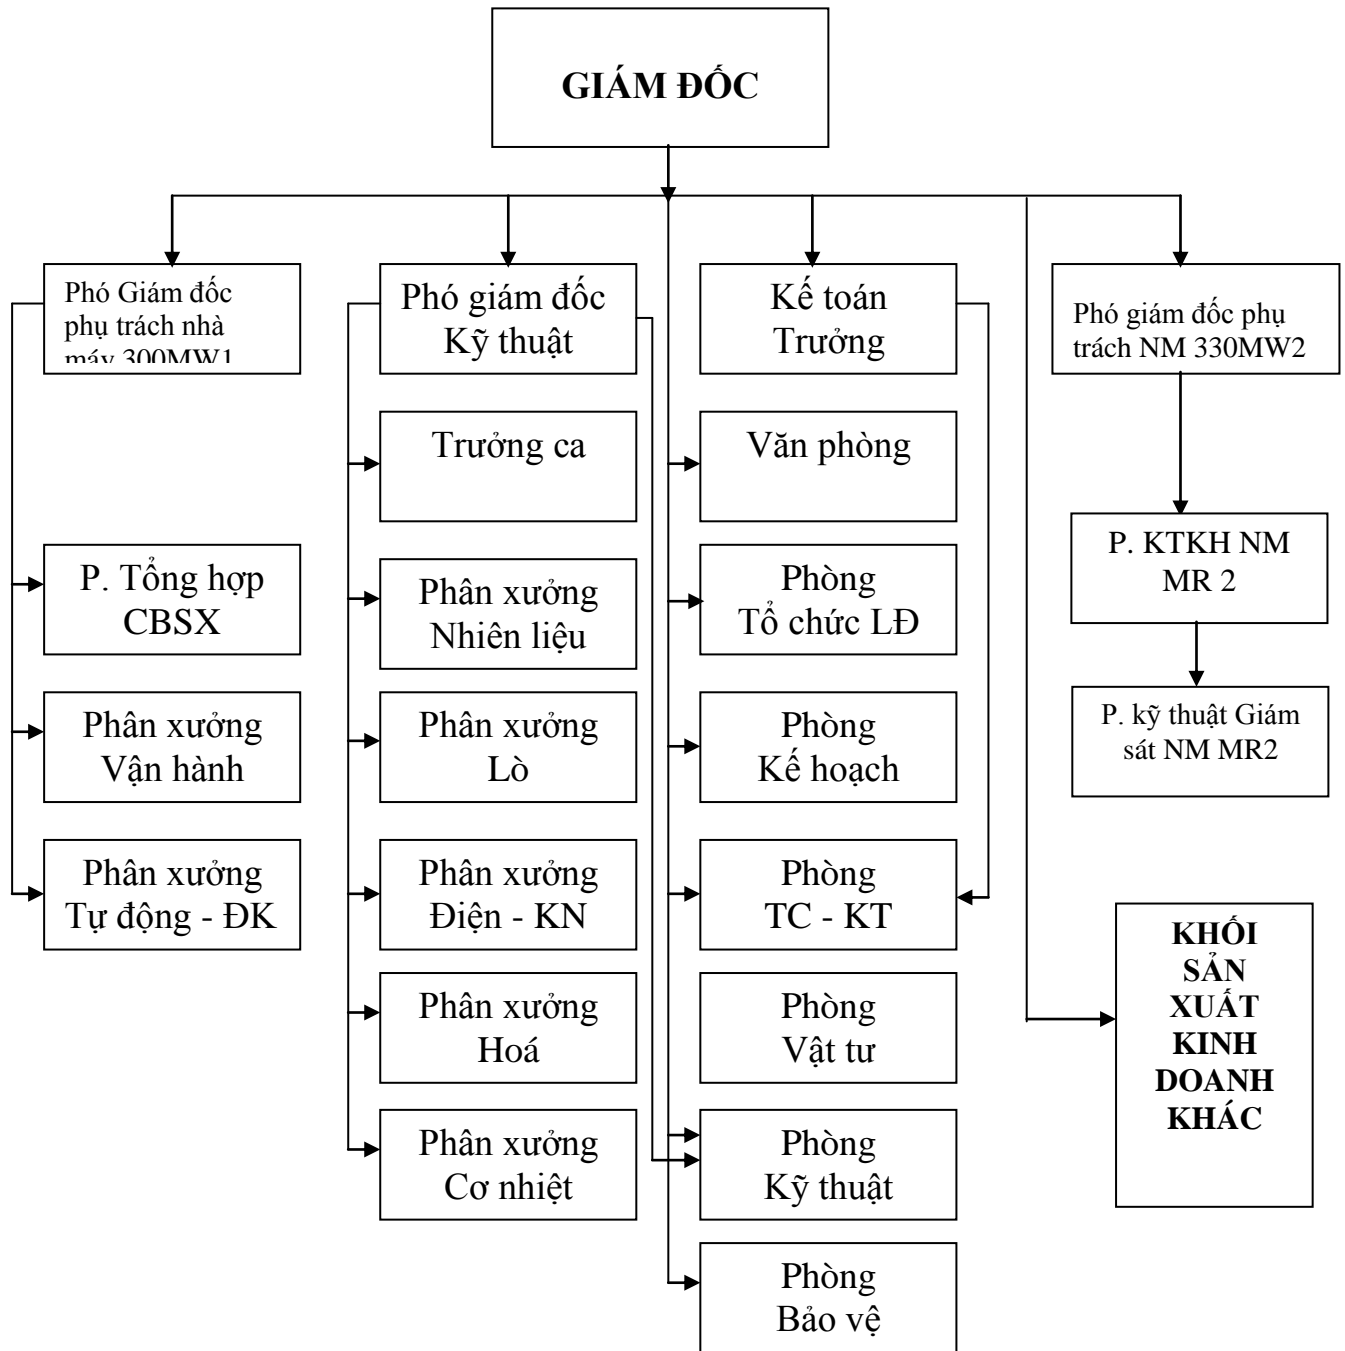 GIÁM ĐỐC
Phó Giám đốc
phụ trách nhà
máy 300MW1
Phó giám đốc
Kỹ thuật
Kế toán
Trưởng
Phó giám đốc phụ
trách NM 330MW2
Trưởng ca
Văn phòng
P. KTKH NM
MR 2
P. Tổng hợp
CBSX
Phân xưởng
Nhiên liệu
Phòng
Tổ chức LĐ
P. kỹ thuật Giám
sát NM MR2
Phân xưởng
Vận hành
Phân xưởng
Lò
Phòng
Kế hoạch
Phân xưởng
Tự động - ĐK
Phân xưởng
Điện - KN
Phòng
TC - KT
KHỐI
SẢN
XUẤT
KINH
DOANH
KHÁC
Phân xưởng
Hoá
Phòng
Vật tư
Phân xưởng
Cơ nhiệt
Phòng
Kỹ thuật
Phòng
Bảo vệ